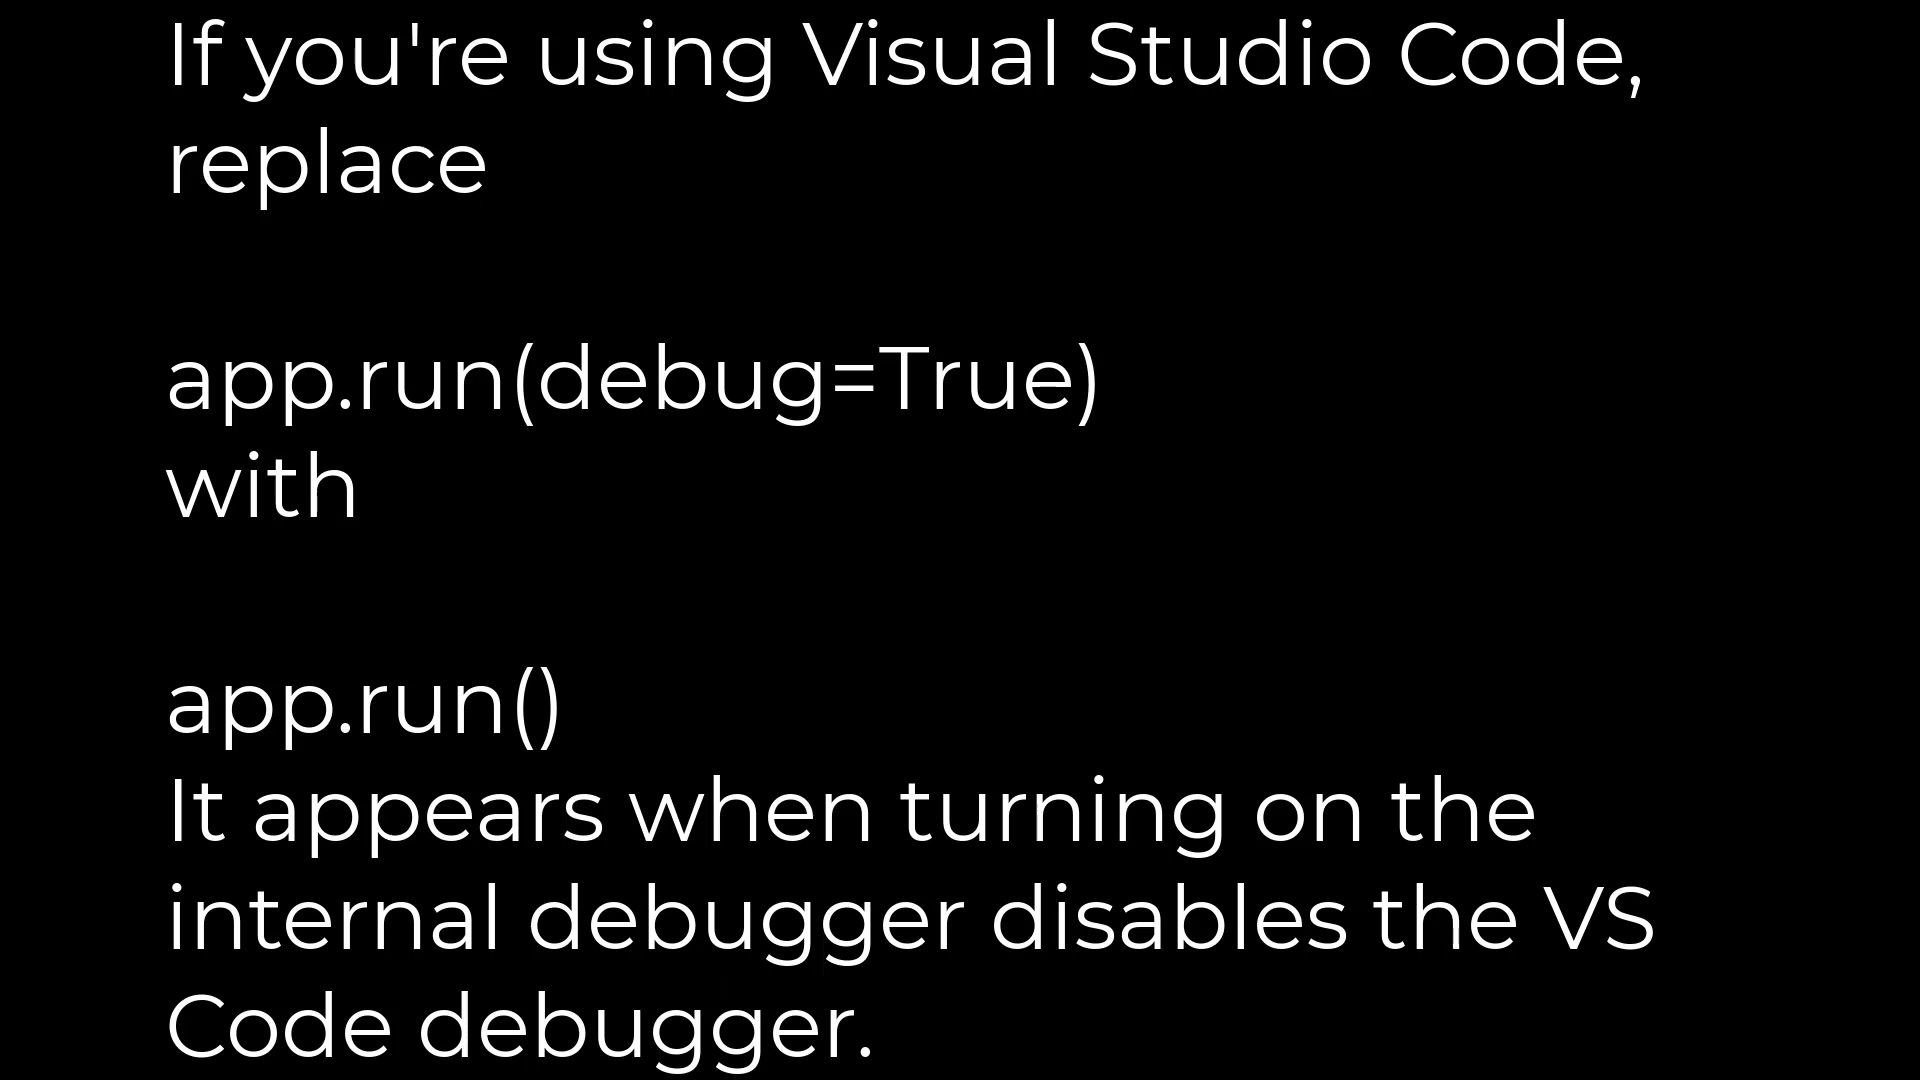 If you're using Visual Studio Code,
replace
app.run(debug=True)
with
app.run()
It appears when turning on the
internal debugger disables the VS
Code debugger.